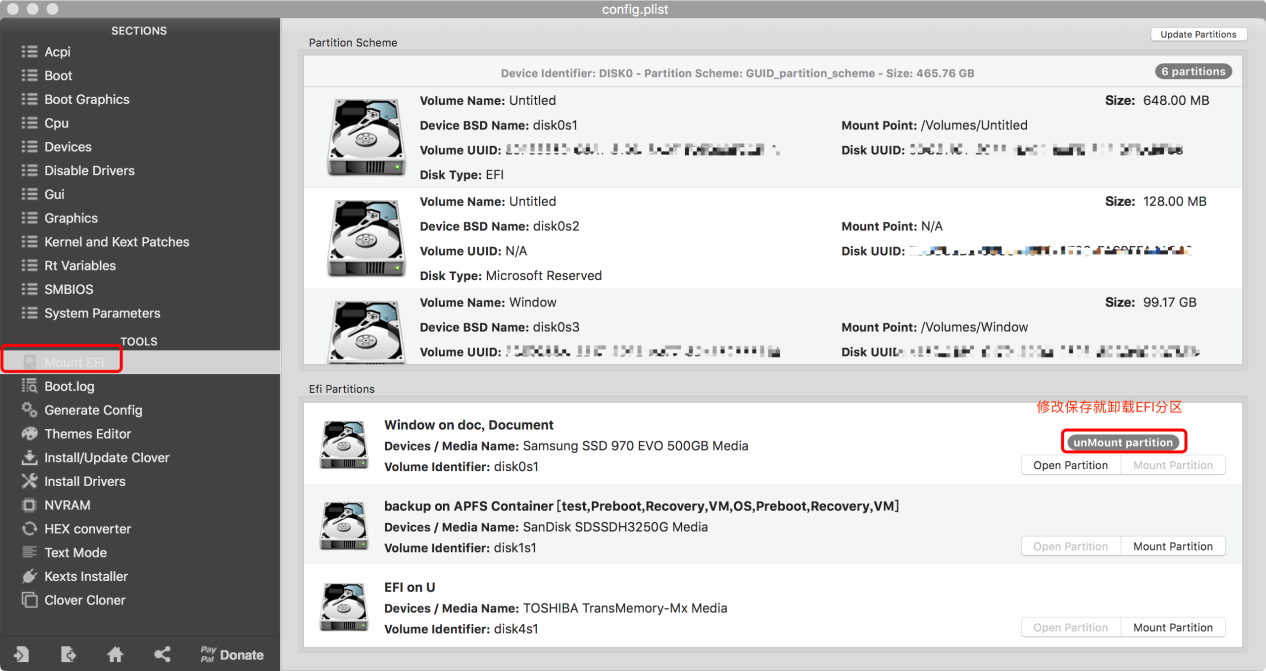 config.plist
SECTIONS
Acpi
Boot
Boot Graphics
Cpu
Devices
Disable Drivers
Gui
Graphics
Kernel and Kext Patches
Rt Variables
SMBIOS
System Parameters
TOOLS
Mount EFI
Boot.log
Generate Config
Themes Editor
Install/Update Clover
Install Drivers
NVRAM
HEX converter
Text Mode
Kexts Installer
Clover Cloner
Pay Pal Donate
Partition Scheme
Update Partitions
Device Identifier: DISK0 - Partition Scheme: GUID_partition_scheme - Size: 465.76 GB
6 partitions
Volume Name: Untitled
Size: 648.00 MB
Device BSD Name: disk0s1
Mount Point: /Volumes/Untitled
Volume UUID:
Disk UUID:
Disk Type: EFI
Volume Name: Untitled
Size: 128.00 MB
Device BSD Name: disk0s2
Mount Point: N/A
Volume UUID: N/A
Disk UUID:
Disk Type: Microsoft Reserved
Volume Name: Window
Size: 99.17 GB
Device BSD Name: disk0s3
Mount Point: /Volumes/Window
Volume UUID:
Disk UUID:
Efi Partitions
修改保存就卸载EFI分区
Window on doc, Document
unMount partition
Devices / Media Name: Samsung SSD 970 EVO 500GB Media
Volume Identifier: disk0s1
Open Partition
Mount Partition
backup on APFS Container [test,Preboot,Recovery,VM,OS,Preboot,Recovery,VM]
Devices / Media Name: SanDisk SDSSDH3250G Media
Volume Identifier: disk1s1
Open Partition
Mount Partition
EFI on U
Devices / Media Name: TOSHIBA TransMemory-Mx Media
Volume Identifier: disk4s1
Open Partition
Mount Partition